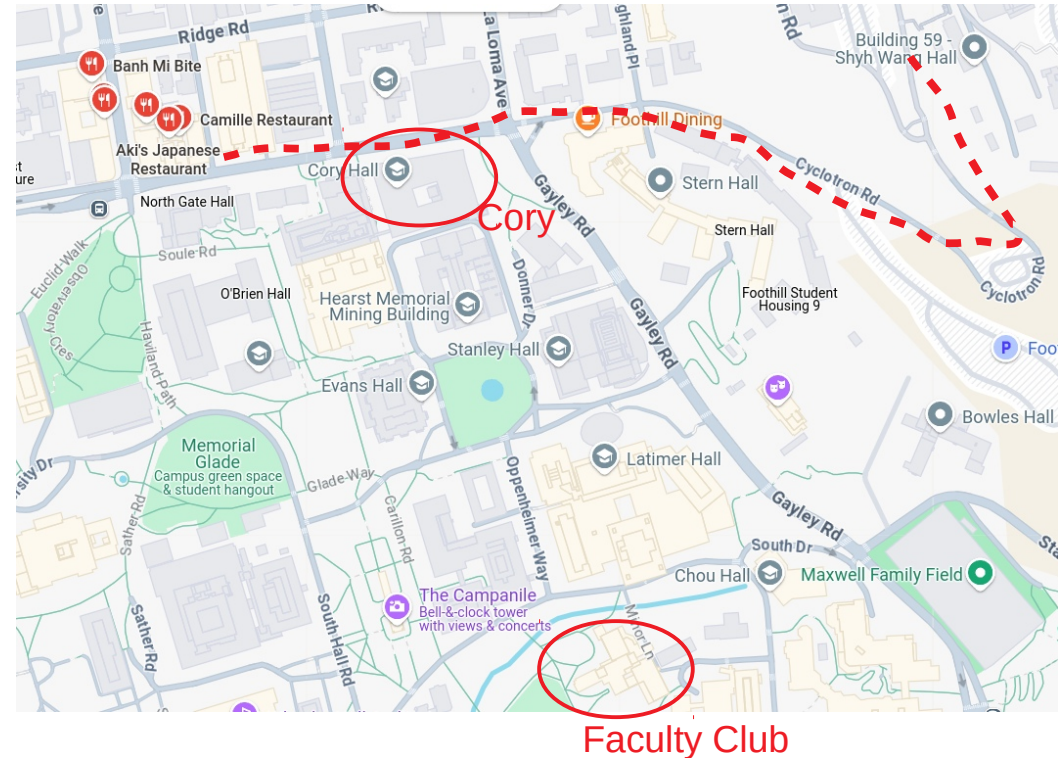 Ridge Rd
La Loma Ave
Building 59 -
Shyh Wang Hall
Banh Mi Bite
Camille Restaurant
Foothill Dining
Aki's Japanese
Restaurant
Cory Hall
Cyclotron Rd
Stern Hall
North Gate Hall
Gayley Rd
Cory
Stern Hall
Euclid Walk
Observatory Cres
Soule Rd
Donner Dr
Cyclotron Rd
O'Brien Hall
Hearst Memorial
Mining Building
Gayley Rd
Foothill Student
Housing 9
Haviland Path
Stanley Hall
P
Evans Hall
Bowles Hall
Memorial
Glade
Campus green space
& student hangout
Glade Way
Latimer Hall
Oppenheimer Way
Carillon Rd
Sather Rd
Gayley Rd
South Dr
Chou Hall
Maxwell Family Field
The Campanile
Bell-&-clock tower
with views & concerts
Sather Rd
South Hall Rd
Minor Ln
Faculty Club